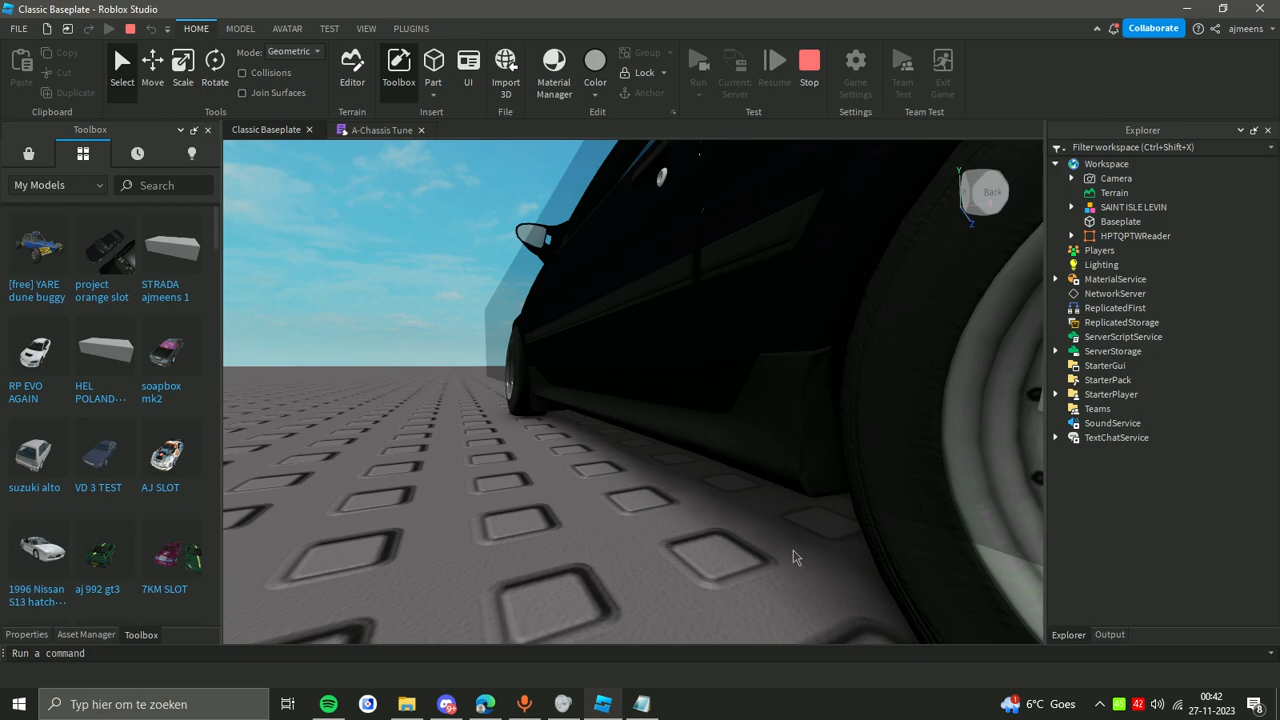 Classic Baseplate - Roblox Studio
FILE HOME MODEL AVATAR TEST VIEW PLUGINS Collaborate ajmeens
Paste Copy Cut Duplicate
Select Move Scale Rotate
Mode: Geometric
Collisions
Join Surfaces
Editor
Toolbox Part UI
Import 3D
Material Manager
Color
Group
Lock
Anchor
Run
Current: Server
Resume
Stop
Game Settings
Team Test
Exit Game
Clipboard Tools Terrain Insert File Edit Test Settings Team Test
Toolbox
Classic Baseplate
A-Chassis Tune
Explorer
My Models
Search
[free] YARE dune buggy
project orange slot
STRADA ajmeens 1
RP EVO AGAIN
HEL POLAND···
soapbox mk2
suzuki alto
VD 3 TEST
AJ SLOT
1996 Nissan S13 hatch···
aj 992 gt3
7KM SLOT
Properties Asset Manager Toolbox
Y
Back
Z
Filter workspace (Ctrl+Shift+X)
Workspace
Camera
Terrain
SAINT ISLE LEVIN
Baseplate
HPTQPTWReader
Players
Lighting
MaterialService
NetworkServer
ReplicatedFirst
ReplicatedStorage
ServerScriptService
ServerStorage
StarterGui
StarterPack
StarterPlayer
Teams
SoundService
TextChatService
Explorer Output
Run a command
Typ hier om te zoeken
6°C Goes
45 42
00:42
27-11-2023
8